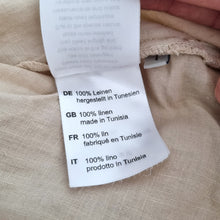 DE 100% Leinen
hergestellt in Tunesien
GB 100% linen
made in Tunisia
FR 100% lin
fabriqué en Tunisie
IT 100% lino
prodotto in Tunisia